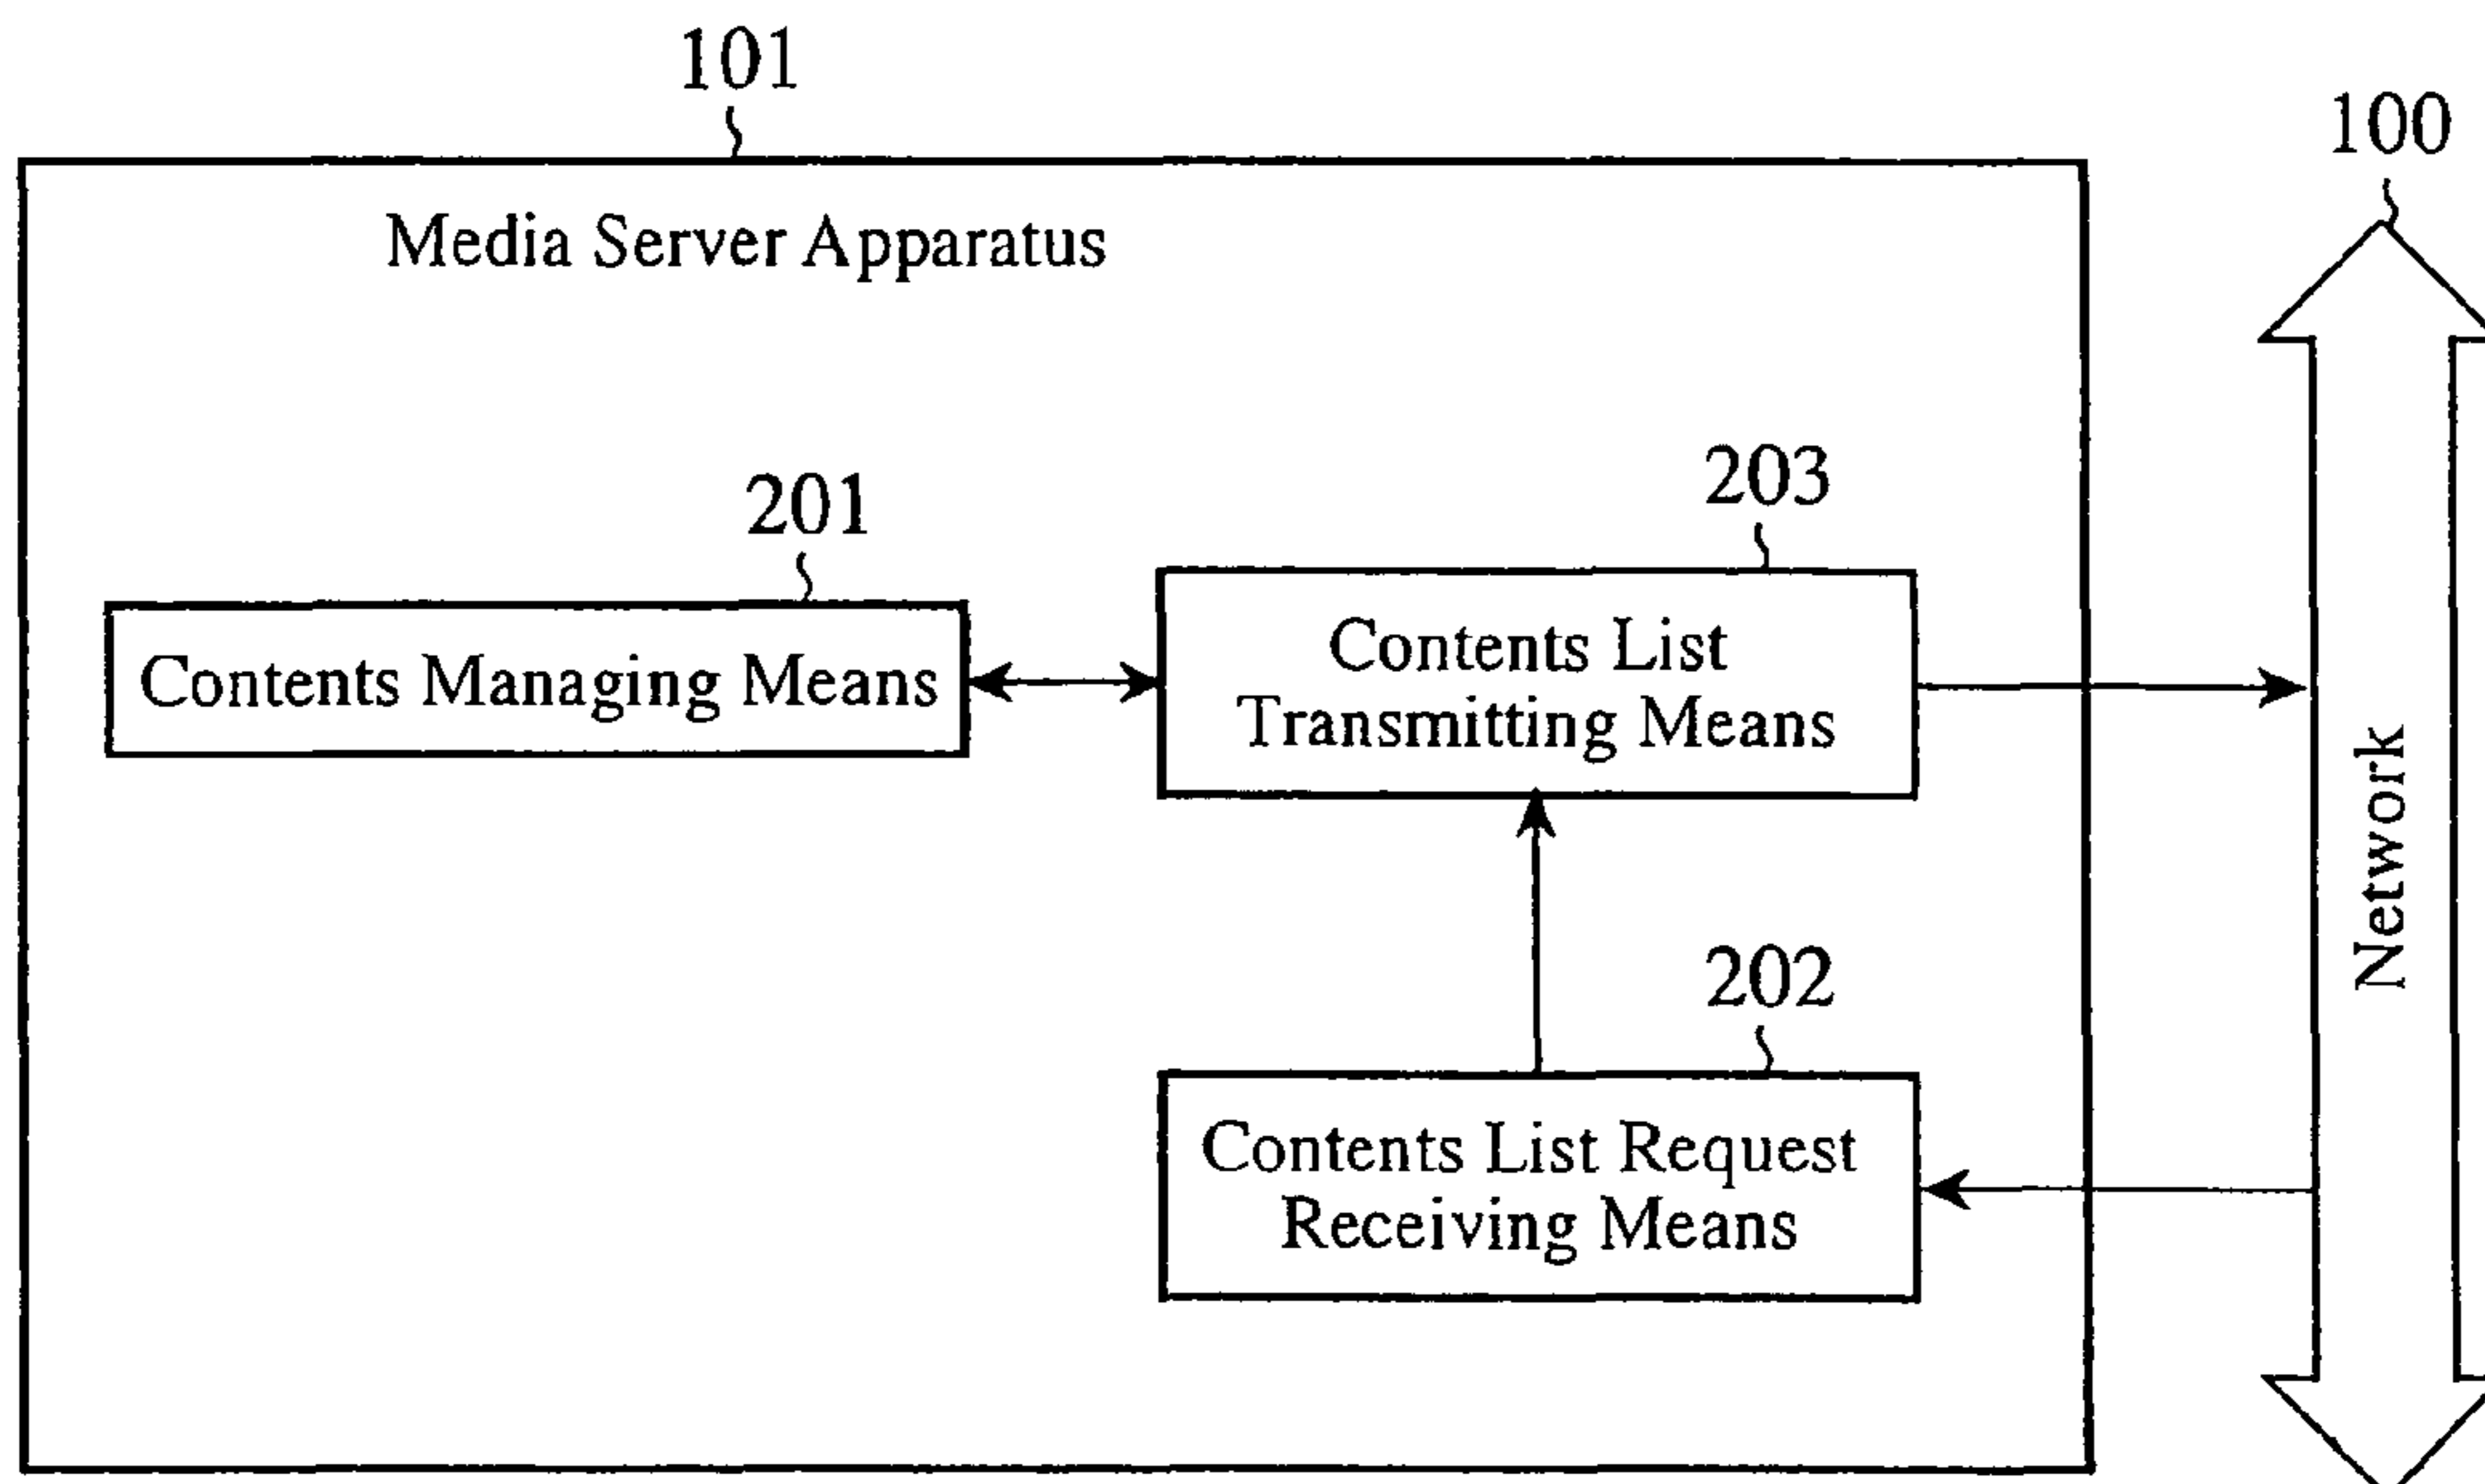 101
100
Media Server Apparatus
203
201
Contents List
Transmitting Means
Contents Managing Means
Network
202
Contents List Request
Receiving Means